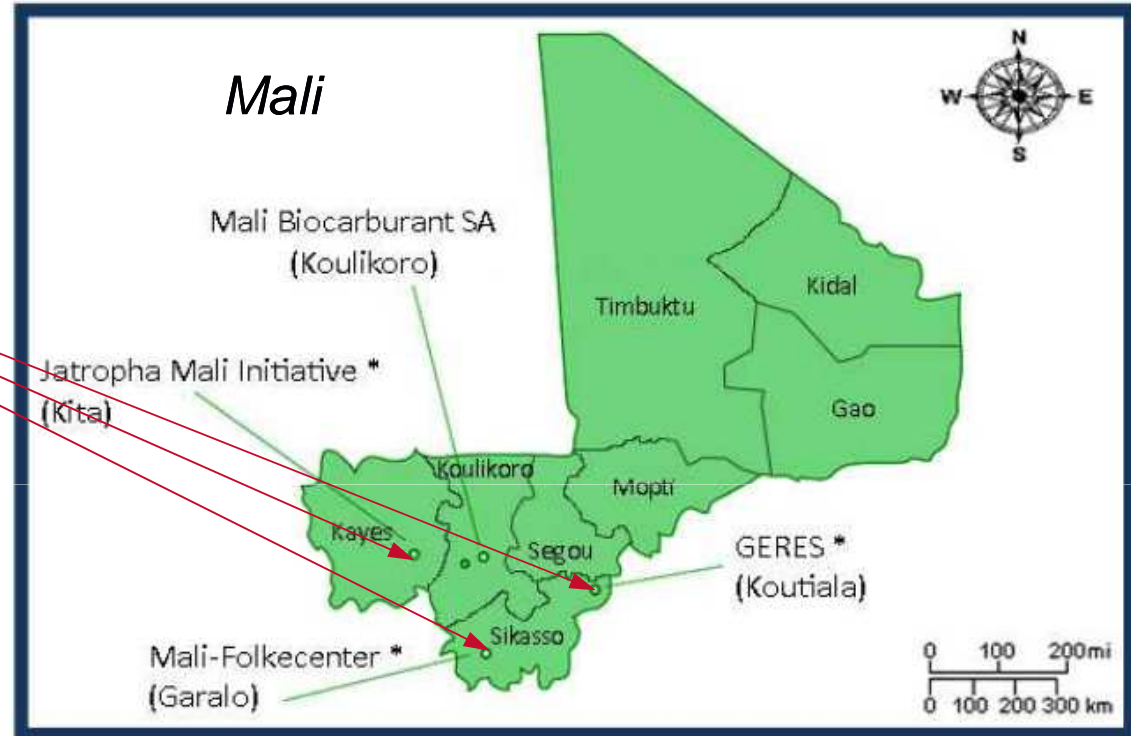 Mali
N
W
E
S
Mali Biocarburant SA
(Koulikoro)
Kidal
Timbuktu
Jatropha Mali Initiative *
(Kita)
Gao
Koulikoro
Mopti
Kayes
Segou
GERES *
(Koutiala)
Sikasso
Mali-Folkecenter *
(Garalo)
0 100 200mi
0 100 200 300 km